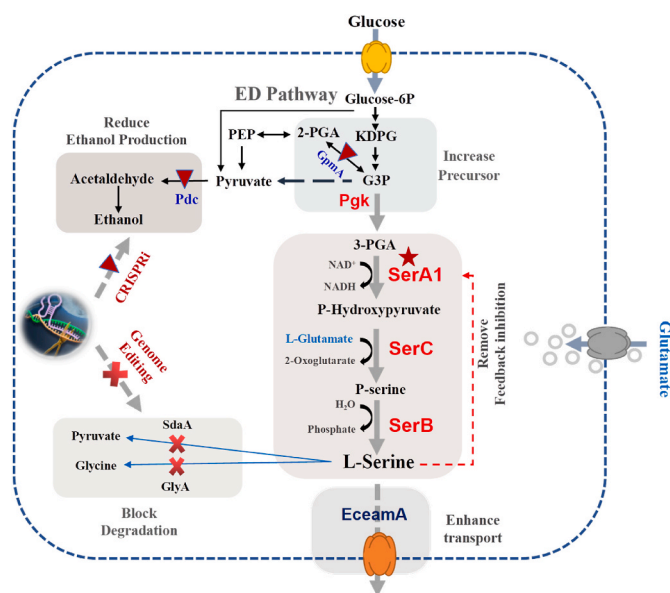 Glucose
ED Pathway
Glucose-6P
Reduce
Ethanol Production
PEP
2-PGA
KDPG
GpmA
Increase
Precursor
Acetaldehyde
Pdc
Pyruvate
G3P
Pgk
Ethanol
3-PGA
NAD⁺
SerA1
NADH
CRISPRi
P-Hydroxypyruvate
Genome
Editing
L-Glutamate
SerC
2-Oxoglutarate
Remove
Feedback inhibition
Glutamate
P-serine
H₂O
SerB
Phosphate
SdaA
Pyruvate
Glycine
GlyA
L-Serine
Block
Degradation
EceamA
Enhance
transport